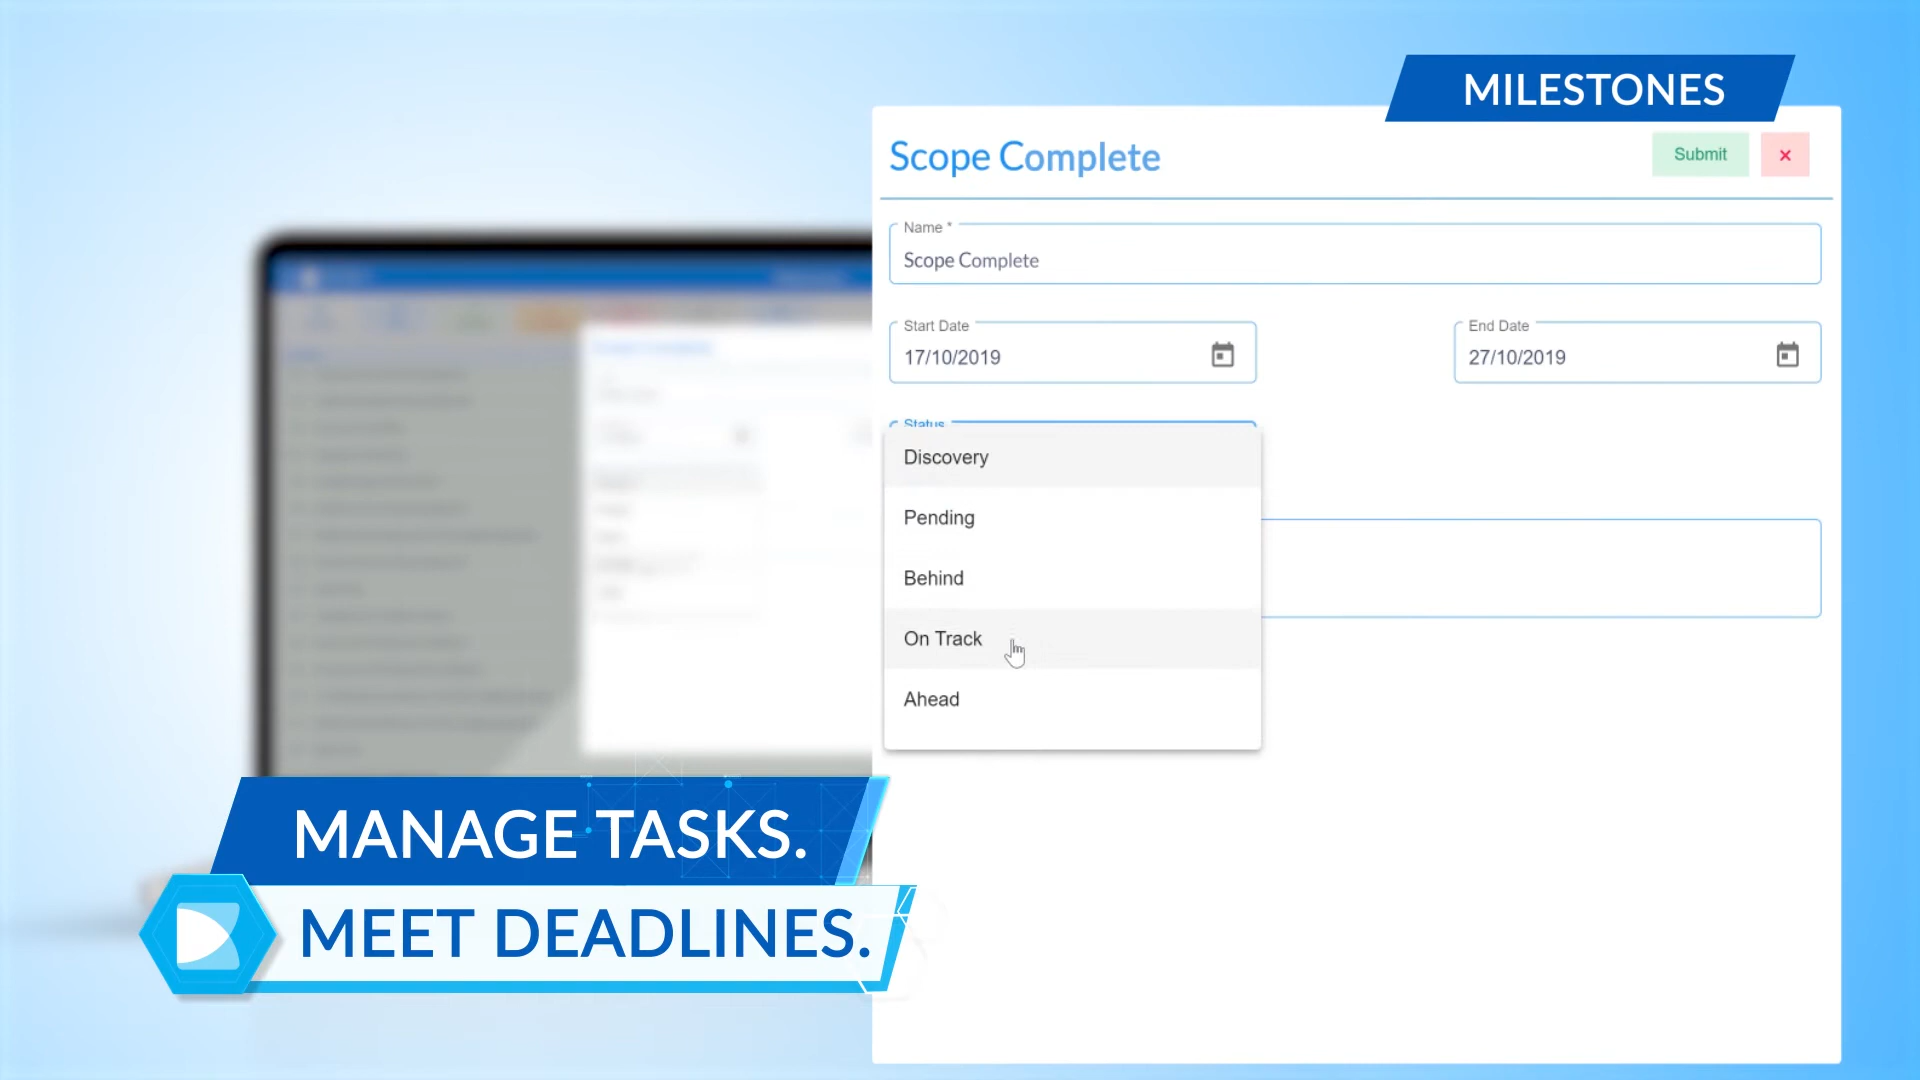 MILESTONES
Scope Complete
Submit
Name *
Scope Complete
Start Date
17/10/2019
End Date
27/10/2019
Status
Discovery
Pending
Behind
On Track
Ahead
MANAGE TASKS.
MEET DEADLINES.